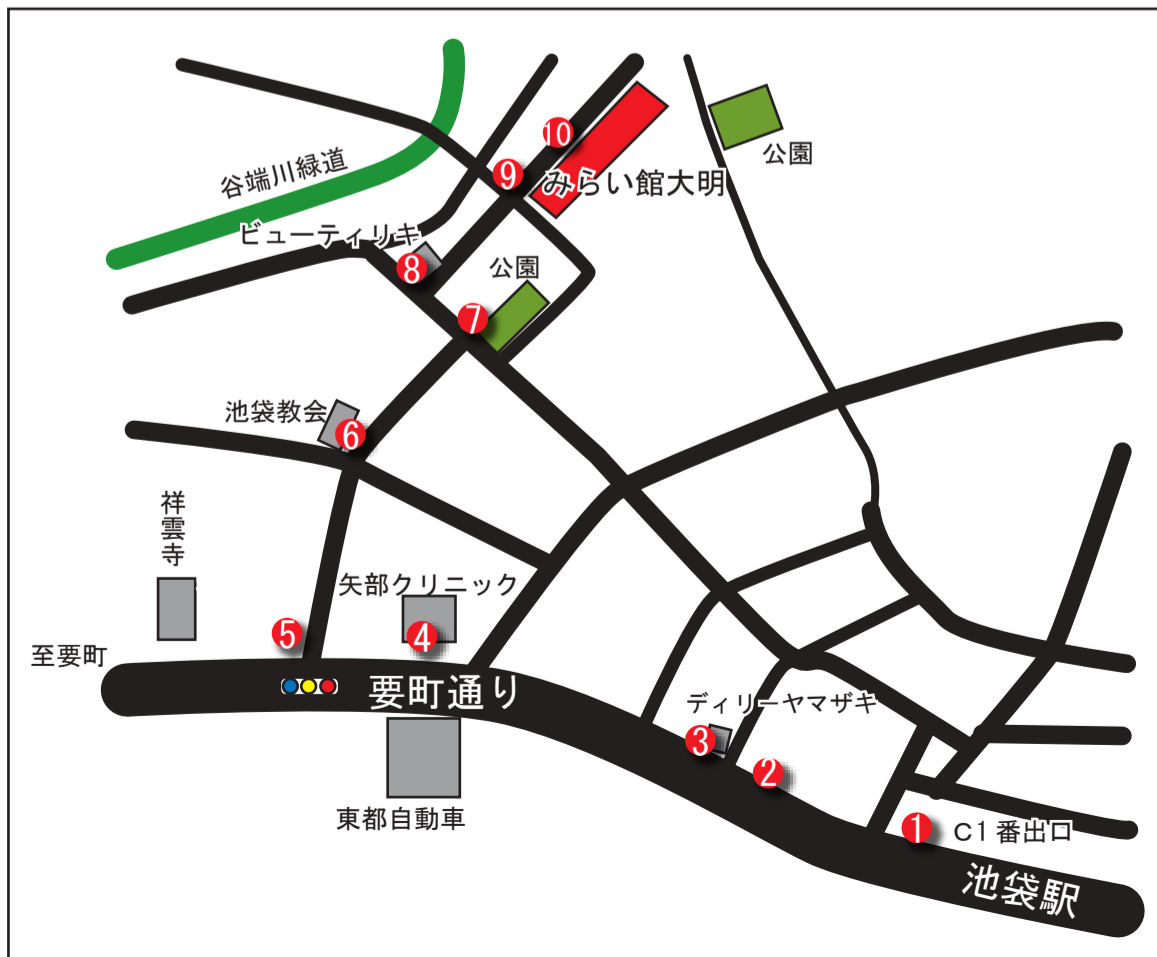 谷端川緑道
10
公園
9
みらい館大明
ビューティリキ
8
公園
7
池袋教会
6
祥雲寺
矢部クリニック
5
4
至要町
要町通り
ディリーヤマザキ
3
2
東都自動車
1
C1番出口
池袋駅